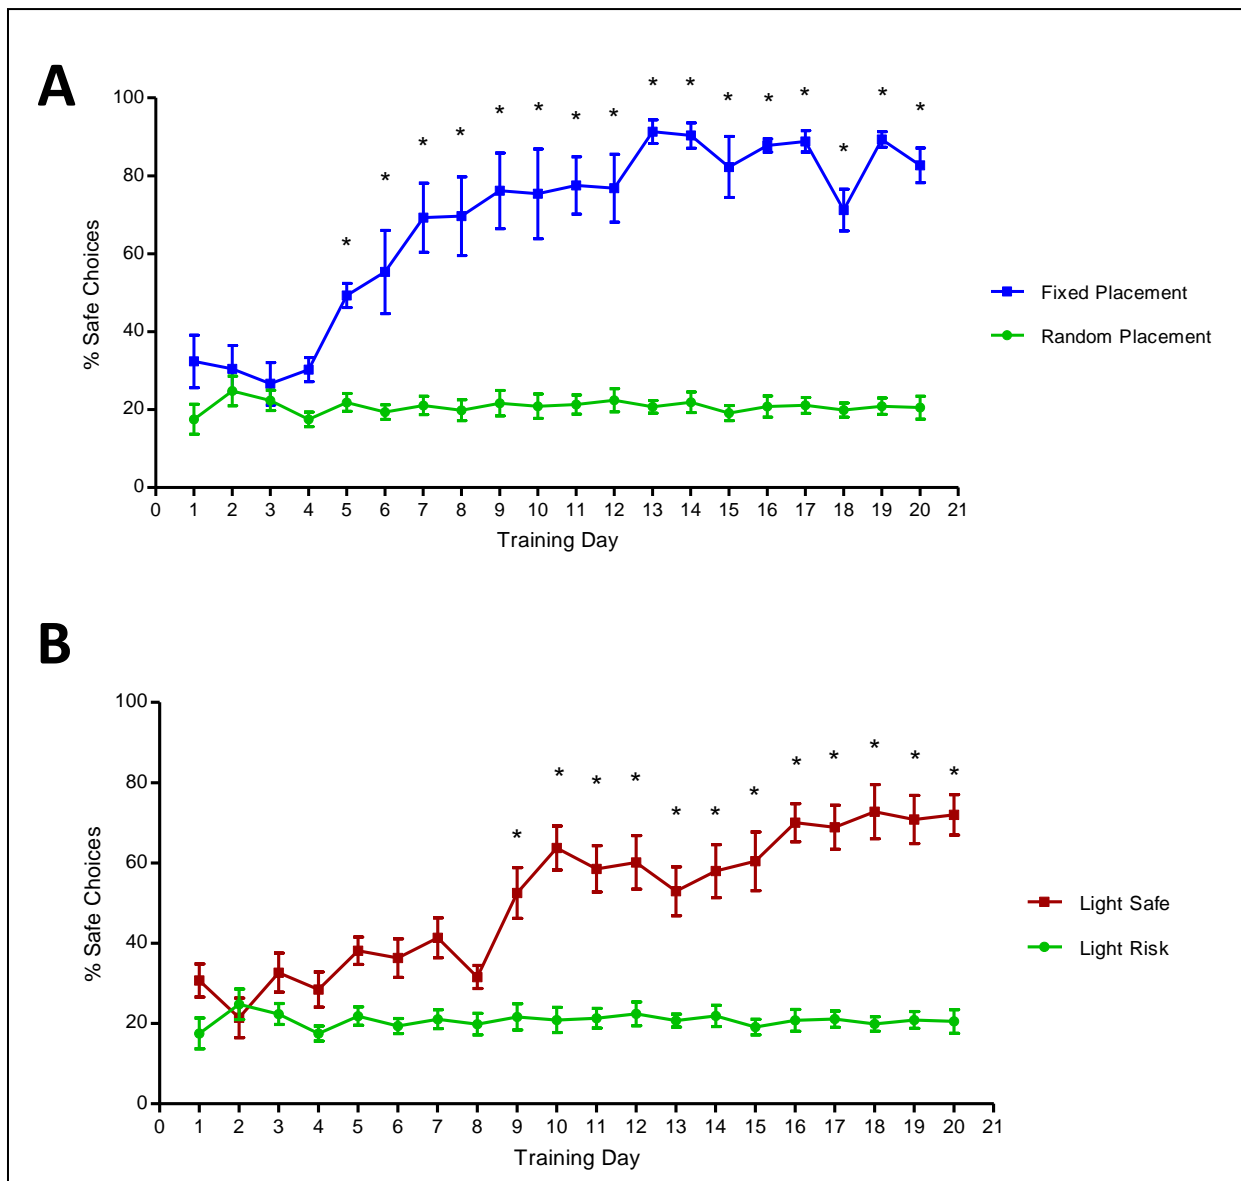 A
* * * * * * * * * * * * * * * *
100
80
60
40
20
0
% Safe Choices
0 1 2 3 4 5 6 7 8 9 10 11 12 13 14 15 16 17 18 19 20 21
Training Day
Fixed Placement
Random Placement
B
* * * * * * * * * * * *
100
80
60
40
20
0
% Safe Choices
0 1 2 3 4 5 6 7 8 9 10 11 12 13 14 15 16 17 18 19 20 21
Training Day
Light Safe
Light Risk